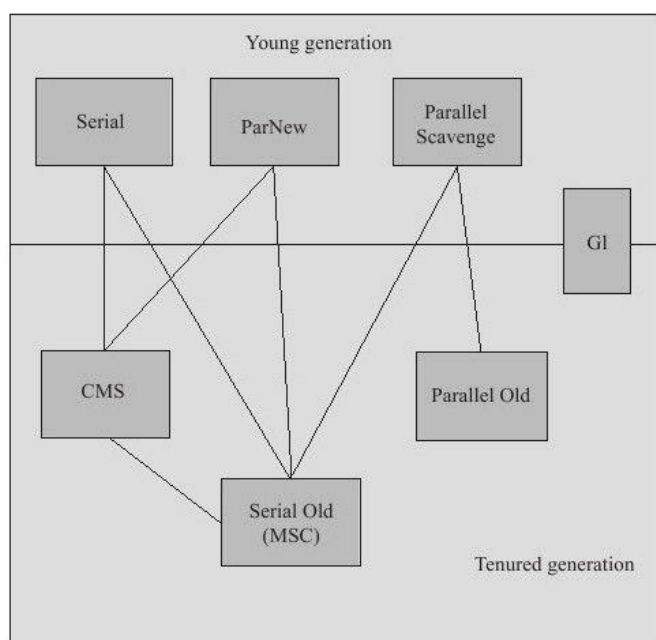 Young generation
Serial
ParNew
Parallel
Scavenge
Gl
CMS
Parallel Old
Serial Old
(MSC)
Tenured generation